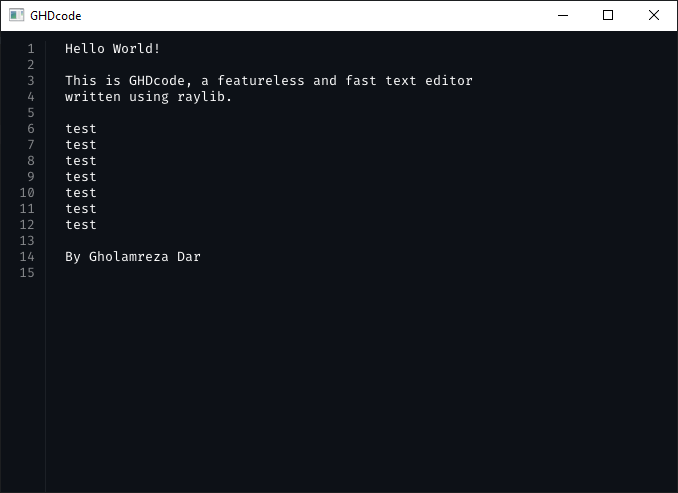 GHDcode
1 Hello World!
2
3 This is GHDcode, a featureless and fast text editor
4 written using raylib.
5
6 test
7 test
8 test
9 test
10 test
11 test
12 test
13
14 By Gholamreza Dar
15